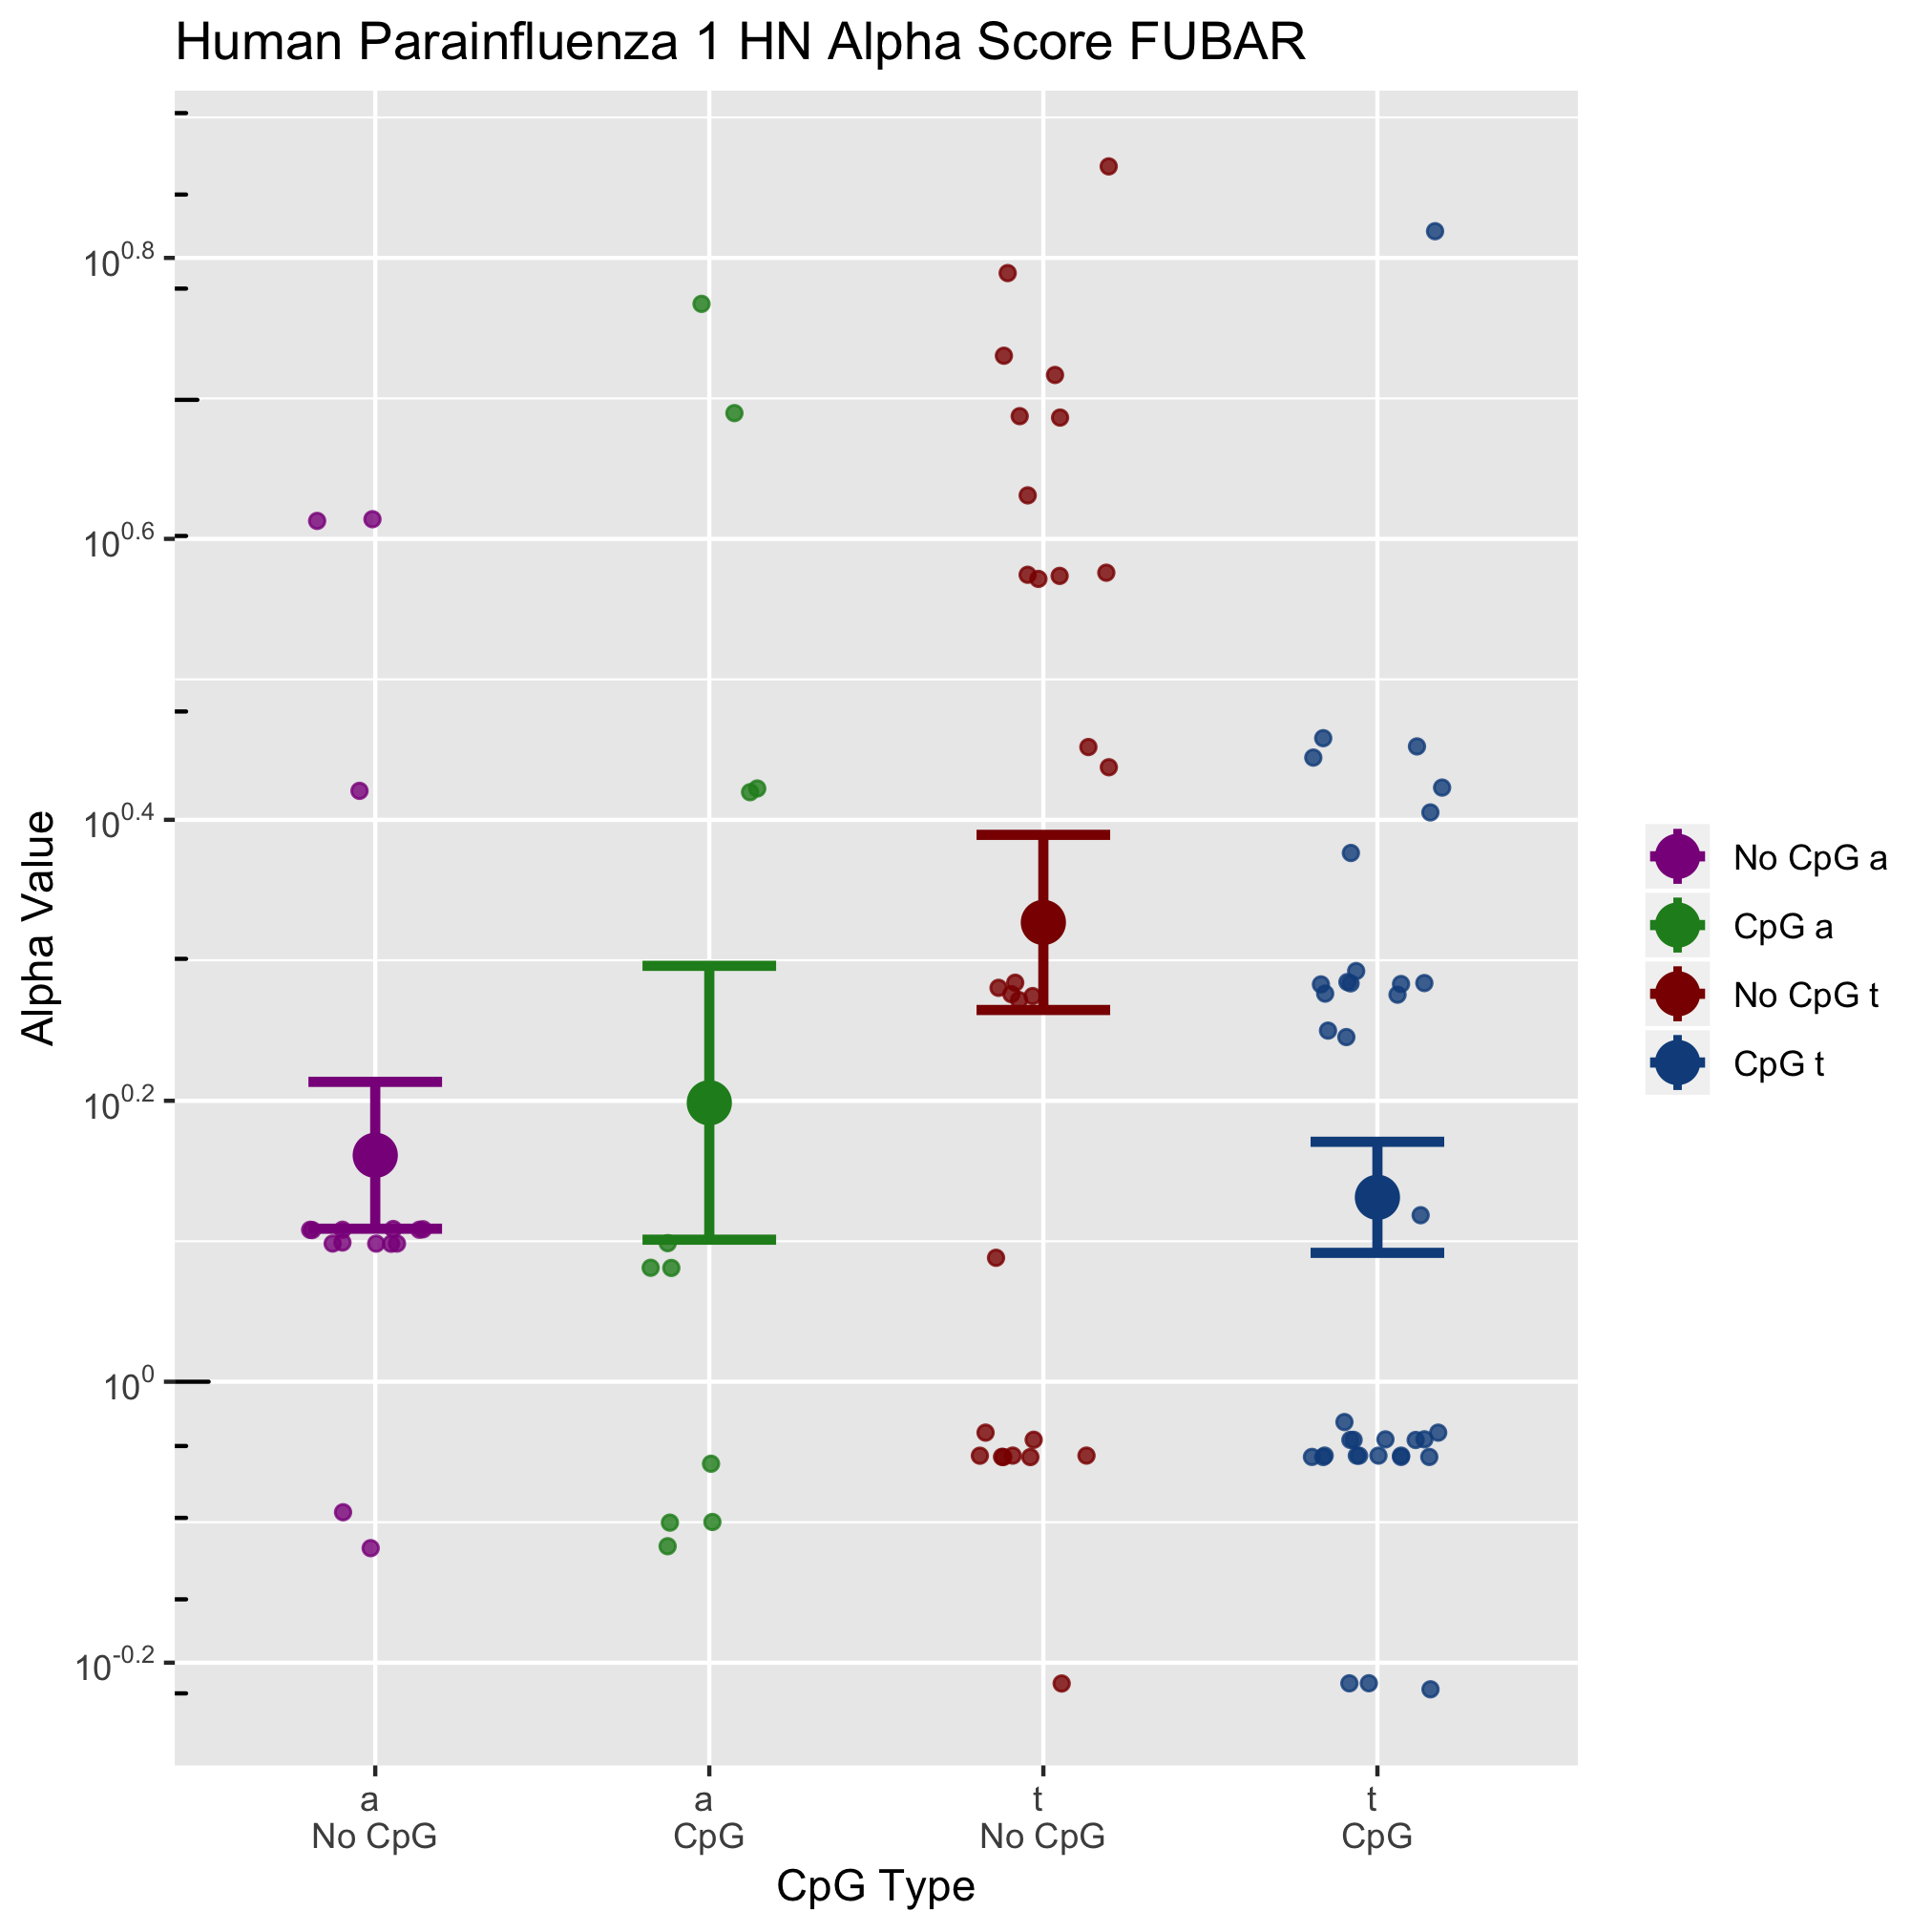 Human Parainfluenza 1 HN Alpha Score FUBAR
10^0.8
10^0.6
10^0.4
10^0.2
10^0
10^-0.2
Alpha Value
a
No CpG
a
CpG
t
No CpG
t
CpG
CpG Type
No CpG a
CpG a
No CpG t
CpG t